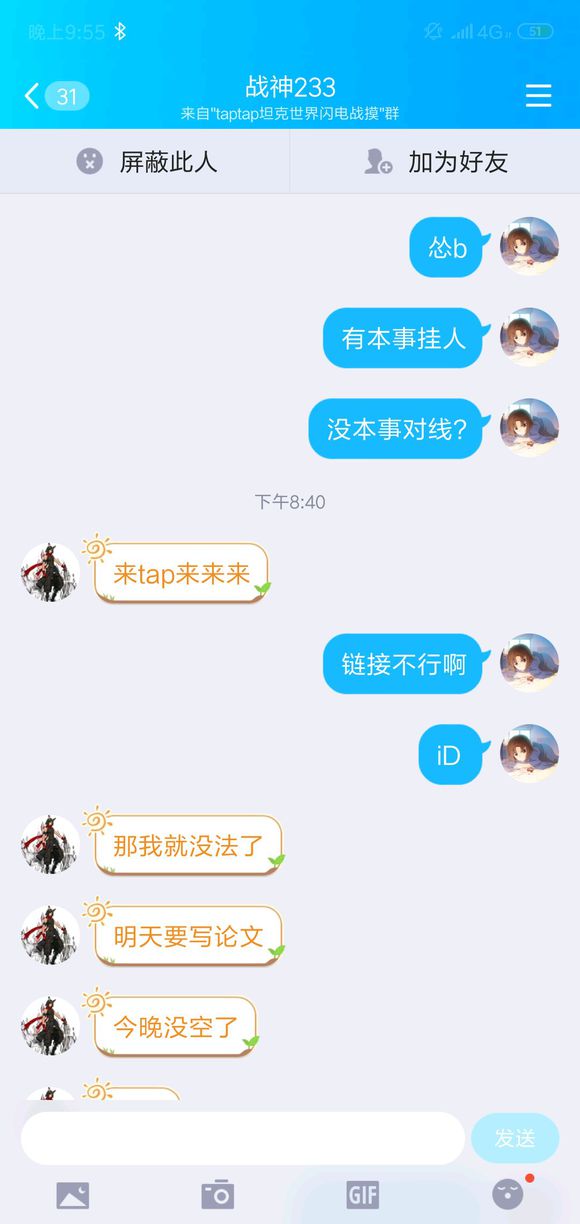 晚上9:55
4G
51
31
战神233
来自"taptap坦克世界闪电战摸"群
屏蔽此人
加为好友
怂b
有本事挂人
没本事对线?
下午8:40
来tap来来来
链接不行啊
iD
那我就没法了
明天要写论文
今晚没空了
发送
GIF